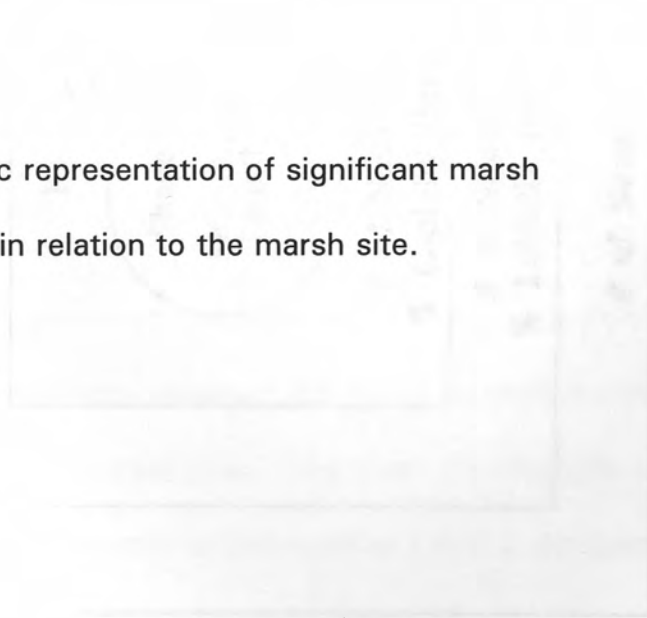 c representation of significant marsh
in relation to the marsh site.